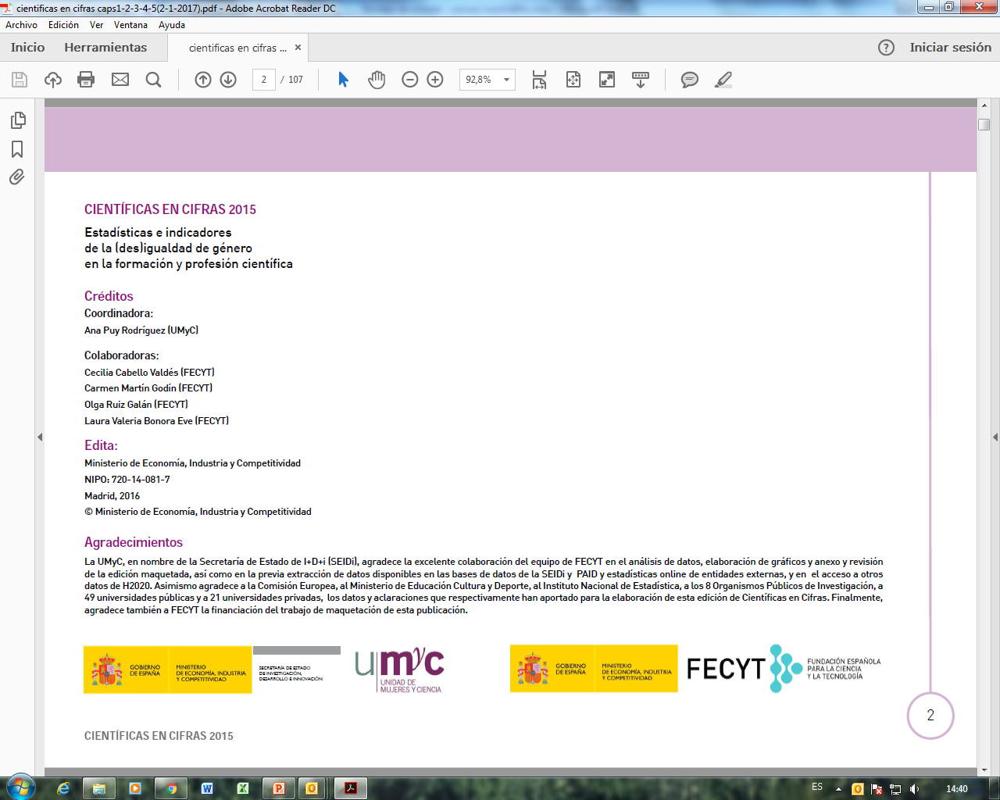 cientificas en cifras caps1-2-3-4-5(2-1-2017).pdf - Adobe Acrobat Reader DC
Archivo Edición Ver Ventana Ayuda
Inicio Herramientas cientificas en cifras ... × ? Iniciar sesión
2 / 107 92,8%
CIENTÍFICAS EN CIFRAS 2015
Estadísticas e indicadores
de la (des)igualdad de género
en la formación y profesión científica
Créditos
Coordinadora:
Ana Puy Rodríguez (UMyC)
Colaboradoras:
Cecilia Cabello Valdés (FECYT)
Carmen Martín Godín (FECYT)
Olga Ruiz Galán (FECYT)
Laura Valeria Bonora Eve (FECYT)
Edita:
Ministerio de Economía, Industria y Competitividad
NIPO: 720-14-081-7
Madrid, 2016
© Ministerio de Economía, Industria y Competitividad
Agradecimientos
La UMyC, en nombre de la Secretaría de Estado de I+D+i (SEIDi), agradece la excelente colaboración del equipo de FECYT en el análisis de datos, elaboración de gráficos y anexo y revisión
de la edición maquetada, así como en la previa extracción de datos disponibles en las bases de datos de la SEIDi y PAID y estadísticas online de entidades externas, y en el acceso a otros
datos de H2020. Asimismo agradece a la Comisión Europea, al Ministerio de Educación Cultura y Deporte, al Instituto Nacional de Estadística, a los 8 Organismos Públicos de Investigación, a
49 universidades públicas y a 21 universidades privadas, los datos y aclaraciones que respectivamente han aportado para la elaboración de esta edición de Científicas en Cifras. Finalmente,
agradece también a FECYT la financiación del trabajo de maquetación de esta publicación.
GOBIERNO
DE ESPAÑA
MINISTERIO
DE ECONOMÍA, INDUSTRIA
Y COMPETITIVIDAD
SECRETARÍA DE ESTADO
DE INVESTIGACIÓN,
DESARROLLO E INNOVACIÓN
umyc
UNIDAD DE
MUJERES Y CIENCIA
GOBIERNO
DE ESPAÑA
MINISTERIO
DE ECONOMÍA, INDUSTRIA
Y COMPETITIVIDAD
FECYT
FUNDACIÓN ESPAÑOLA
PARA LA CIENCIA
Y LA TECNOLOGÍA
2
CIENTÍFICAS EN CIFRAS 2015
ES 14:40